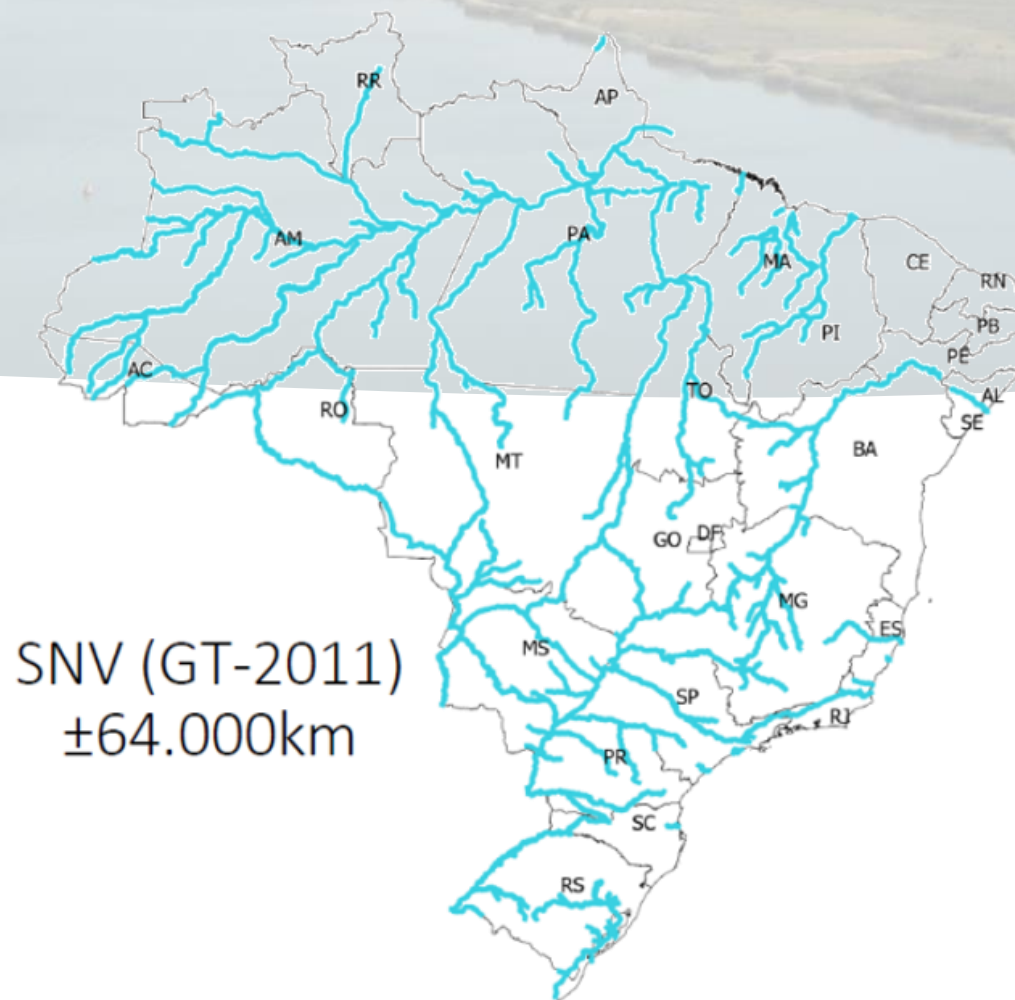 RR
AP
AM
PA
MA
CE
RN
PB
PI
PE
AC
TO
AL
RO
SE
BA
MT
GO
DF
MG
ES
MS
SP
RJ
SNV (GT-2011)
±64.000km
PR
SC
RS